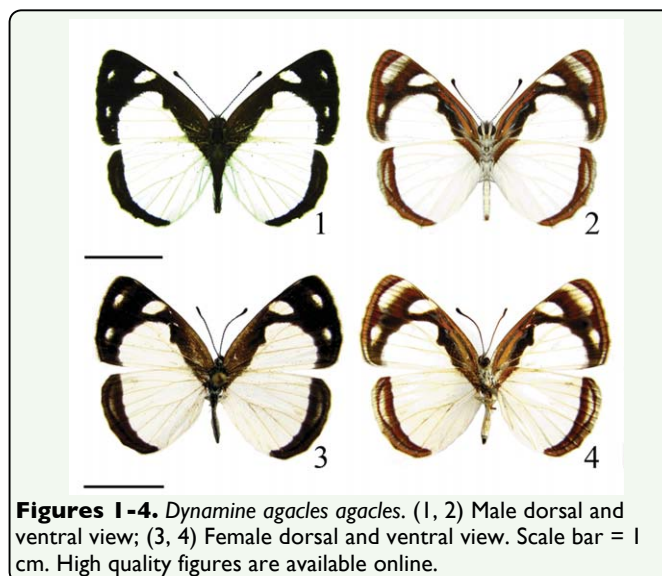 1
2
3
4
Figures 1-4. Dynamine agacles agacles. (1, 2) Male dorsal and
ventral view; (3, 4) Female dorsal and ventral view. Scale bar = 1
cm. High quality figures are available online.